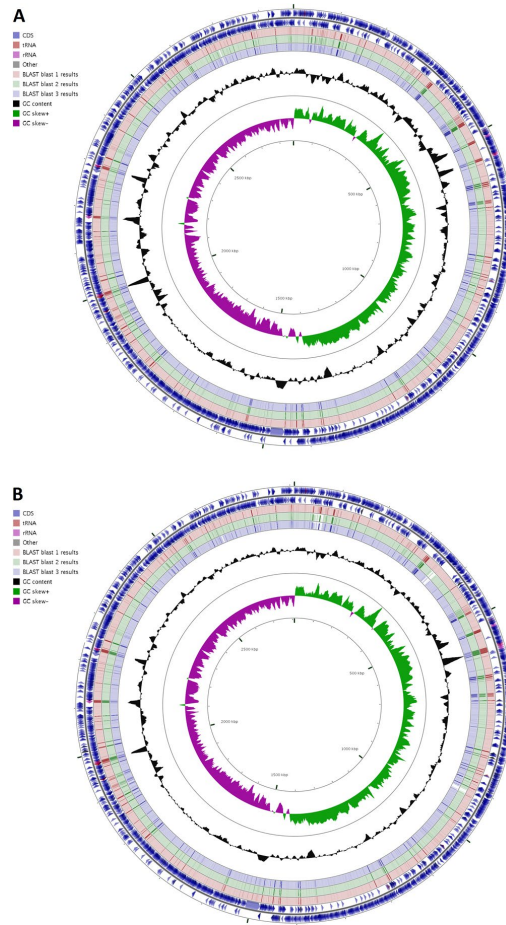 A
CDS
tRNA
rRNA
Other
BLAST blast 1 results
BLAST blast 2 results
BLAST blast 3 results
GC content
GC skew+
GC skew-
500 kbp
1000 kbp
1500 kbp
2000 kbp
2500 kbp
B
CDS
tRNA
rRNA
Other
BLAST blast 1 results
BLAST blast 2 results
BLAST blast 3 results
GC content
GC skew+
GC skew-
500 kbp
1000 kbp
1500 kbp
2000 kbp
2500 kbp